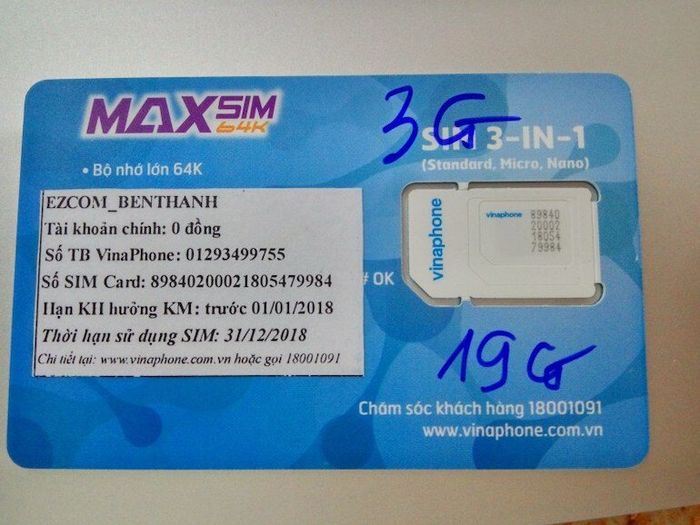 MAXSIM
64K
• Bộ nhớ lớn 64K
3G
SIM 3-IN-1
(Standard, Micro, Nano)
EZCOM_BENTHANH
Tài khoản chính: 0 đồng
Số TB VinaPhone: 01293499755
Số SIM Card: 89840200021805479984
Hạn KH hưởng KM: trước 01/01/2018
Thời hạn sử dụng SIM: 31/12/2018
Chi tiết tại: www.vinaphone.com.vn hoặc gọi 18001091
# OK
vinaphone
vinaphone
89840
20002
18054
79984
19G
Chăm sóc khách hàng 18001091
www.vinaphone.com.vn